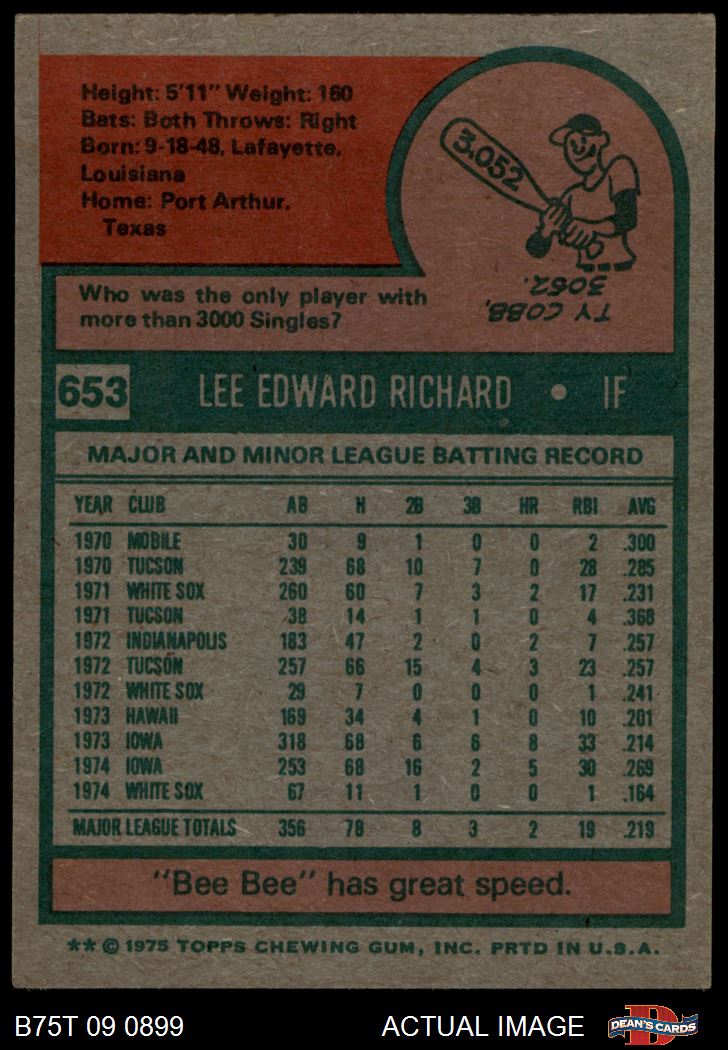 Height: 5'11" Weight: 160
Bats: Both Throws: Right
Born: 9-18-48, Lafayette,
Louisiana
Home: Port Arthur,
Texas
3,052
TY COBB,
3052.
Who was the only player with
more than 3000 Singles?
653 LEE EDWARD RICHARD • IF
MAJOR AND MINOR LEAGUE BATTING RECORD
YEAR CLUB AB H 2B 3B HR RBI AVG
1970 MOBILE 30 9 1 0 0 2 .300
1970 TUCSON 239 68 10 7 0 28 .285
1971 WHITE SOX 260 60 7 3 2 17 .231
1971 TUCSON 38 14 1 1 0 4 .368
1972 INDIANAPOLIS 183 47 2 0 2 7 .257
1972 TUCSON 257 66 15 4 3 23 .257
1972 WHITE SOX 29 7 0 0 0 1 .241
1973 HAWAII 169 34 4 1 0 10 .201
1973 IOWA 318 68 6 6 8 33 .214
1974 IOWA 253 68 16 2 5 30 .269
1974 WHITE SOX 67 11 1 0 0 1 .164
MAJOR LEAGUE TOTALS 356 78 8 3 2 19 .219
"Bee Bee" has great speed.
** © 1975 TOPPS CHEWING GUM, INC. PRTD IN U.S.A.
B75T 09 0899 ACTUAL IMAGE DEAN'S CARDS